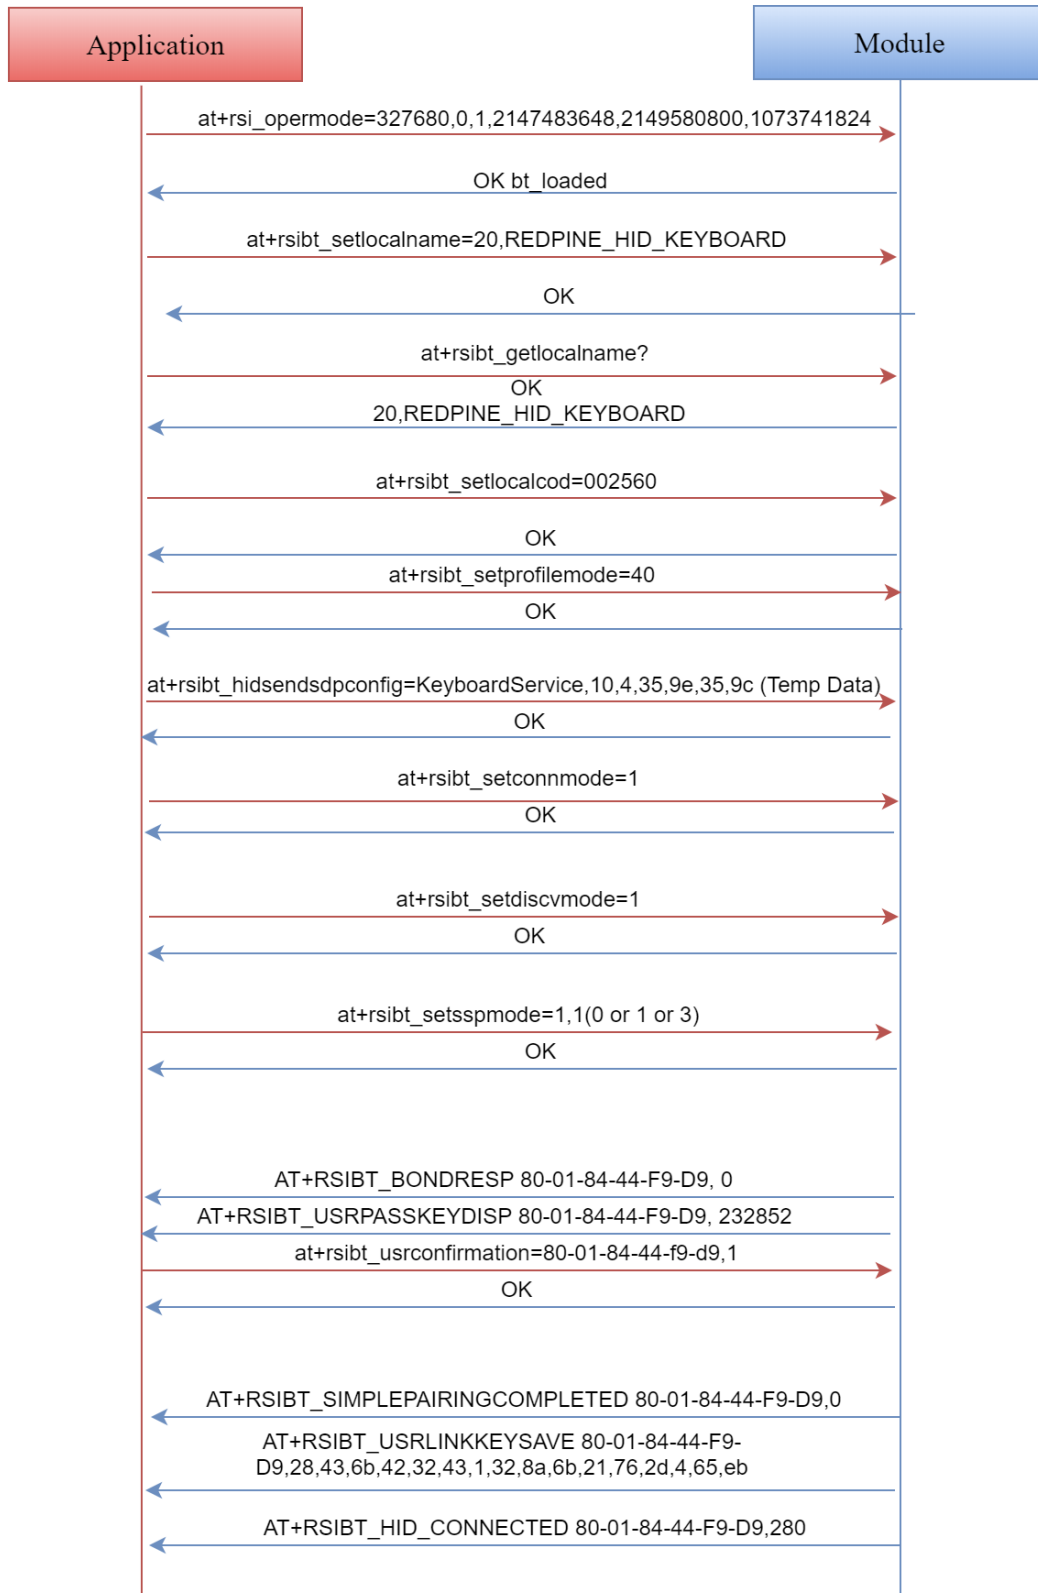 Application
Module
at+rsi_opermode=327680,0,1,2147483648,2149580800,1073741824
OK bt_loaded
at+rsibt_setlocalname=20,REDPINE_HID_KEYBOARD
OK
at+rsibt_getlocalname?
OK
20,REDPINE_HID_KEYBOARD
at+rsibt_setlocalcod=002560
OK
at+rsibt_setprofilemode=40
OK
at+rsibt_hidsendsdpconfig=KeyboardService,10,4,35,9e,35,9c (Temp Data)
OK
at+rsibt_setconnmode=1
OK
at+rsibt_setdiscvmode=1
OK
at+rsibt_setsspmode=1,1(0 or 1 or 3)
OK
AT+RSIBT_BONDRESP 80-01-84-44-F9-D9, 0
AT+RSIBT_USRPASSKEYDISP 80-01-84-44-F9-D9, 232852
at+rsibt_usrconfirmation=80-01-84-44-f9-d9,1
OK
AT+RSIBT_SIMPLEPAIRINGCOMPLETED 80-01-84-44-F9-D9,0
AT+RSIBT_USRLINKKEYSAVE 80-01-84-44-F9-
D9,28,43,6b,42,32,43,1,32,8a,6b,21,76,2d,4,65,eb
AT+RSIBT_HID_CONNECTED 80-01-84-44-F9-D9,280